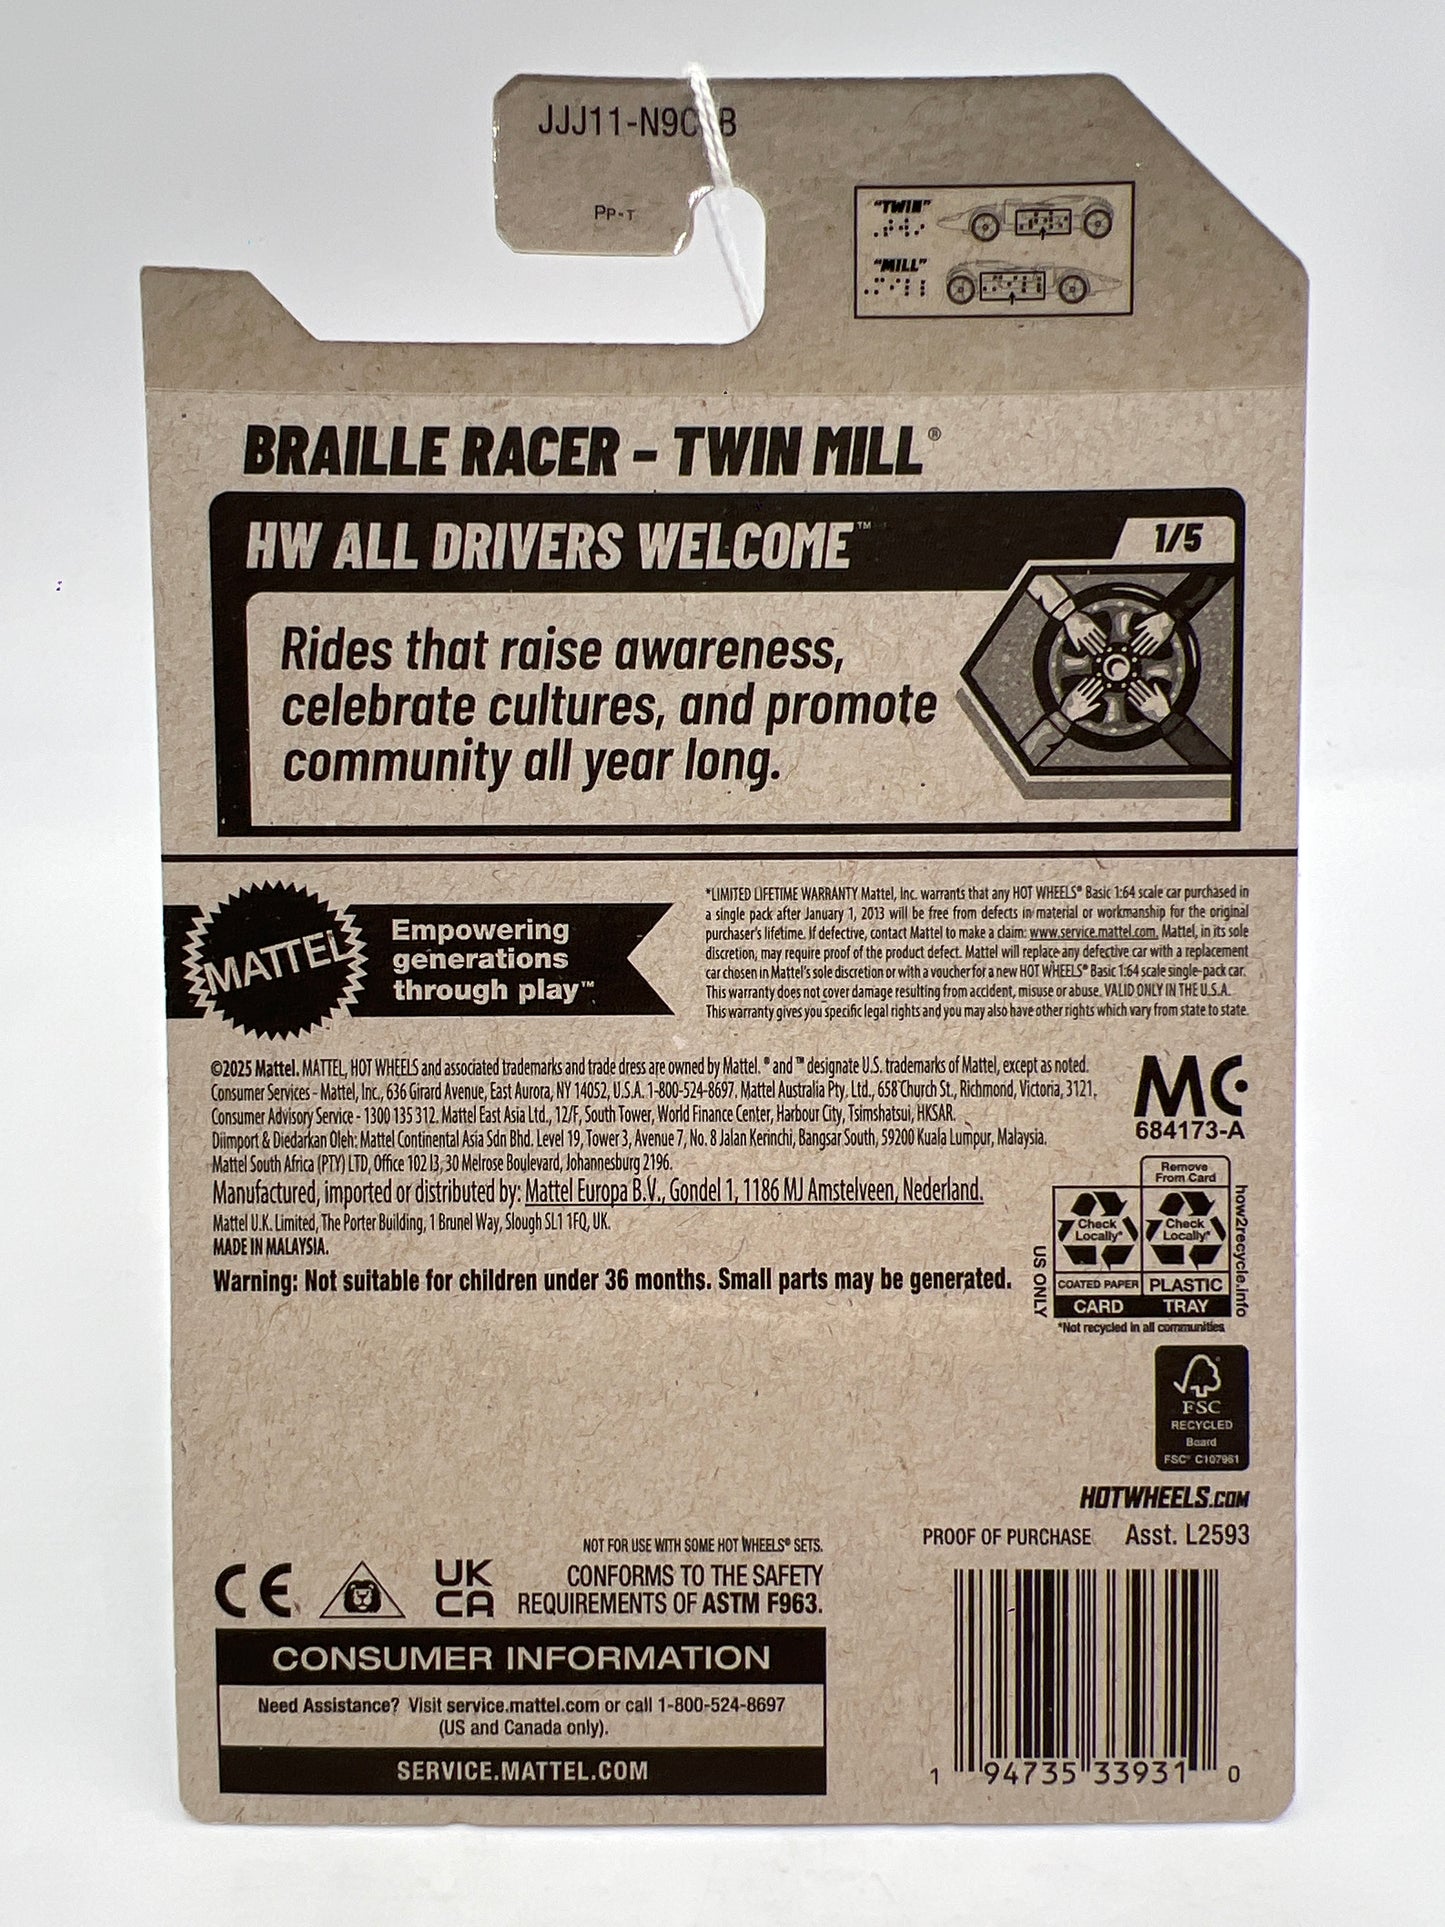 JJJ11-N9C B
PP-T
"TWIN"
"MILL"
BRAILLE RACER – TWIN MILL®
HW ALL DRIVERS WELCOME™
1/5
Rides that raise awareness,
celebrate cultures, and promote
community all year long.
MATTEL
Empowering
generations
through play™
*LIMITED LIFETIME WARRANTY Mattel, Inc. warrants that any HOT WHEELS® Basic 1:64 scale car purchased in
a single pack after January 1, 2013 will be free from defects in material or workmanship for the original
purchaser's lifetime. If defective, contact Mattel to make a claim: www.service.mattel.com. Mattel, in its sole
discretion, may require proof of the product defect. Mattel will replace any defective car with a replacement
car chosen in Mattel's sole discretion or with a voucher for a new HOT WHEELS® Basic 1:64 scale single-pack car.
This warranty does not cover damage resulting from accident, misuse or abuse. VALID ONLY IN THE U.S.A.
This warranty gives you specific legal rights and you may also have other rights which vary from state to state.
©2025 Mattel. MATTEL, HOT WHEELS and associated trademarks and trade dress are owned by Mattel. ® and ™ designate U.S. trademarks of Mattel, except as noted.
Consumer Services - Mattel, Inc., 636 Girard Avenue, East Aurora, NY 14052, U.S.A. 1-800-524-8697. Mattel Australia Pty. Ltd., 658 Church St., Richmond, Victoria, 3121.
Consumer Advisory Service - 1300 135 312. Mattel East Asia Ltd., 12/F, South Tower, World Finance Center, Harbour City, Tsimshatsui, HKSAR.
Diimport & Diedarkan Oleh: Mattel Continental Asia Sdn Bhd. Level 19, Tower 3, Avenue 7, No. 8 Jalan Kerinchi, Bangsar South, 59200 Kuala Lumpur, Malaysia.
Mattel South Africa (PTY) LTD, Office 102 I3, 30 Melrose Boulevard, Johannesburg 2196.
Manufactured, imported or distributed by: Mattel Europa B.V., Gondel 1, 1186 MJ Amstelveen, Nederland.
Mattel U.K. Limited, The Porter Building, 1 Brunel Way, Slough SL1 1FQ, UK.
MADE IN MALAYSIA.
Warning: Not suitable for children under 36 months. Small parts may be generated.
MC
684173-A
Remove
From Card
Check
Locally*
Check
Locally*
COATED PAPER
PLASTIC
CARD
TRAY
US ONLY
how2recycle.info
*Not recycled in all communities
FSC
RECYCLED
Board
FSC® C107961
HOTWHEELS.COM
PROOF OF PURCHASE Asst. L2593
NOT FOR USE WITH SOME HOT WHEELS® SETS.
CONFORMS TO THE SAFETY
REQUIREMENTS OF ASTM F963.
CE
UK
CA
CONSUMER INFORMATION
Need Assistance? Visit service.mattel.com or call 1-800-524-8697
(US and Canada only).
SERVICE.MATTEL.COM
1 94735 33931 0